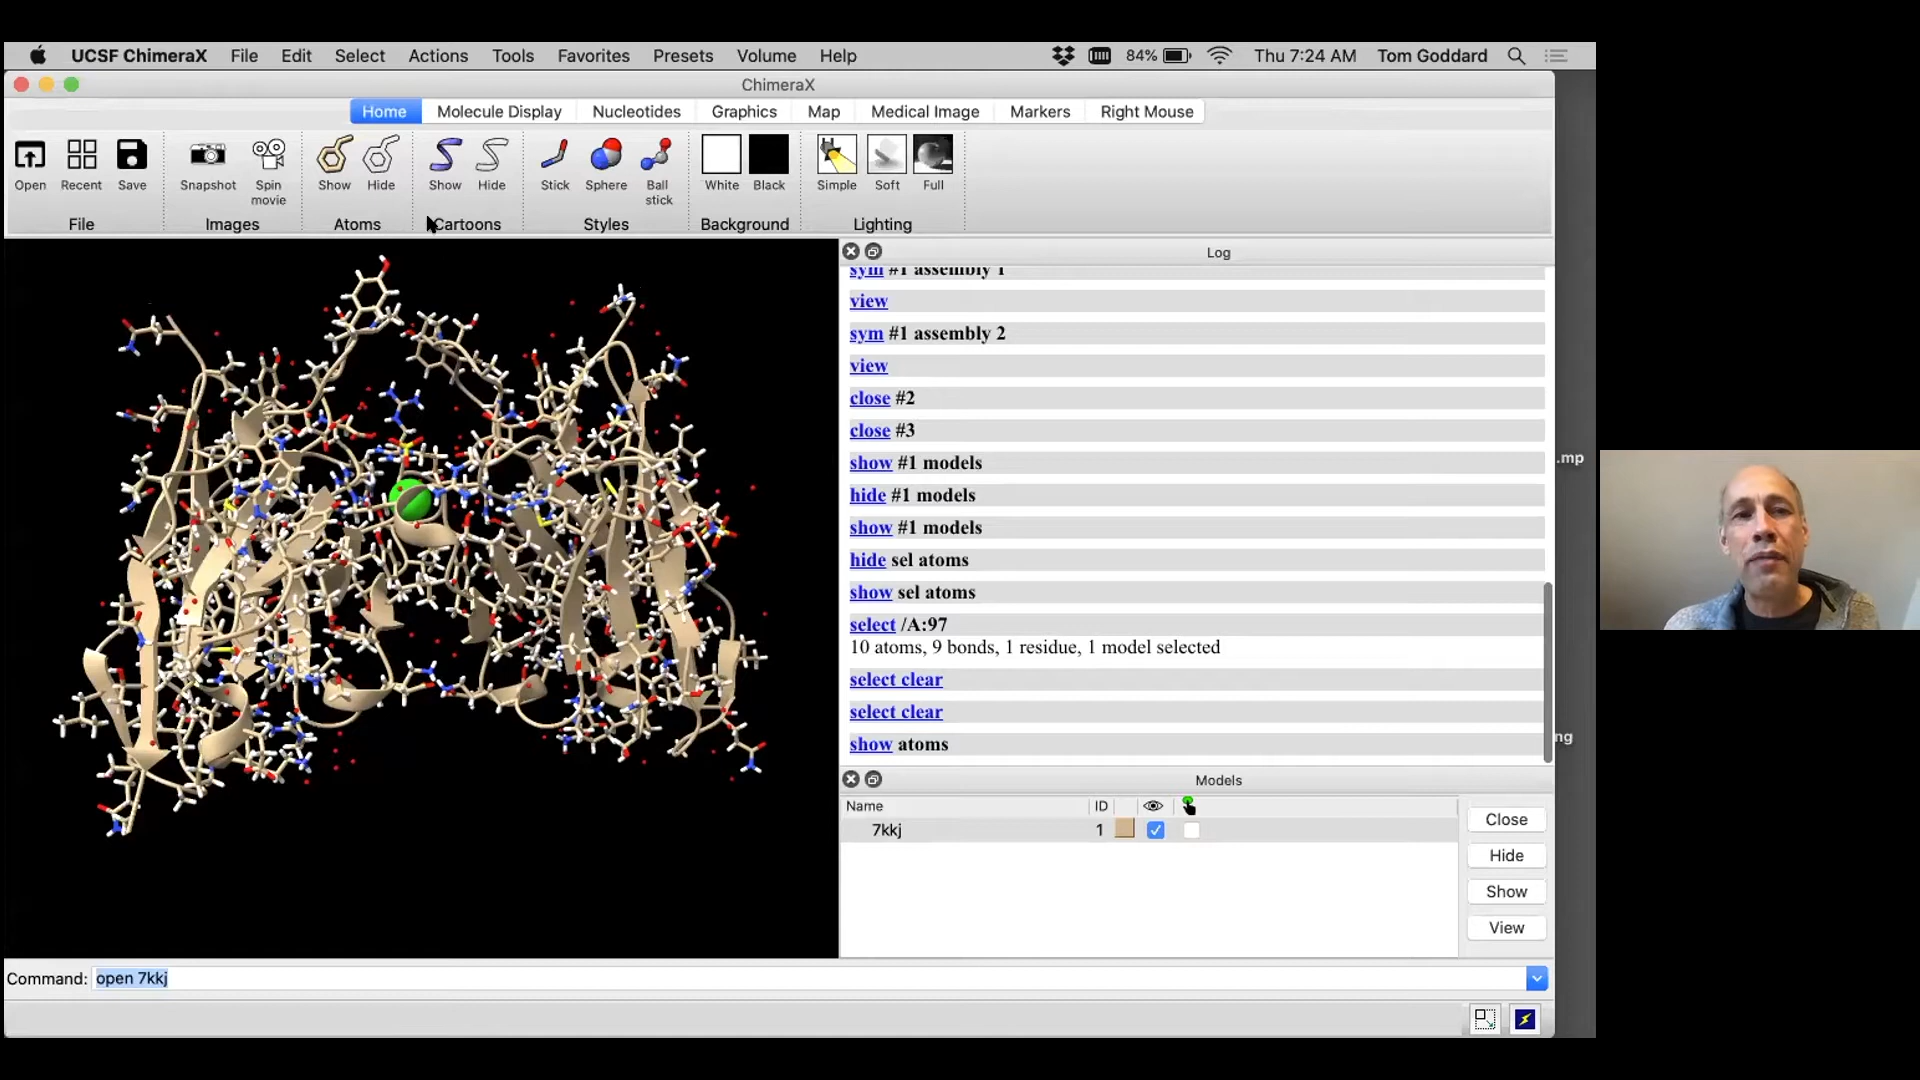 UCSF ChimeraX File Edit Select Actions Tools Favorites Presets Volume Help 84% Thu 7:24 AM Tom Goddard
ChimeraX
Home Molecule Display Nucleotides Graphics Map Medical Image Markers Right Mouse
Open Recent Save Snapshot Spin movie Show Hide Show Hide Stick Sphere Ball stick White Black Simple Soft Full
File Images Atoms Cartoons Styles Background Lighting
Log
sym #1 assembly 1
view
sym #1 assembly 2
view
close #2
close #3
show #1 models
hide #1 models
show #1 models
hide sel atoms
show sel atoms
select /A:97
10 atoms, 9 bonds, 1 residue, 1 model selected
select clear
select clear
show atoms
Models
Name ID
7kkj 1
Close
Hide
Show
View
Command: open 7kkj
.mp
ng